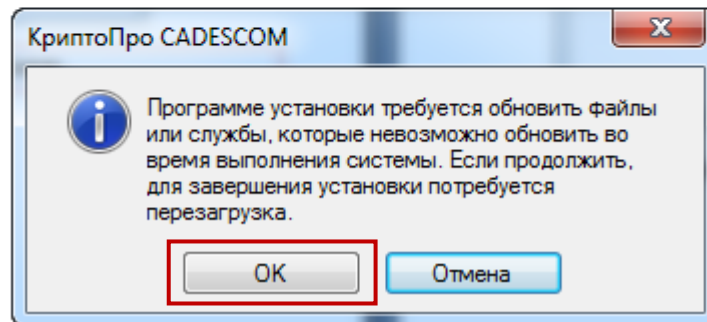 КриптоПро CADESCOM
Программе установки требуется обновить файлы
или службы, которые невозможно обновить во
время выполнения системы. Если продолжить,
для завершения установки потребуется
перезагрузка.
OK
Отмена